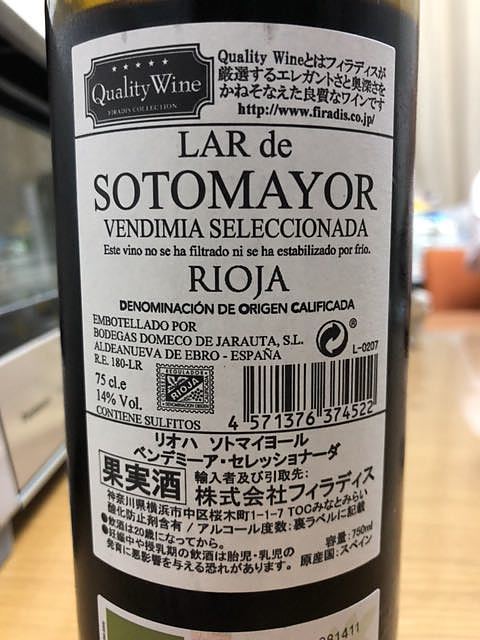 Quality Wine
FIRADIS COLLECTION
Quality Wineとはフィラディスが
厳選するエレガントさと奥深さを
かねそなえた良質なワインです
http://www.firadis.co.jp/
LAR de
SOTOMAYOR
VENDIMIA SELECCIONADA
Este vino no se ha filtrado ni se ha estabilizado por frío.
RIOJA
DENOMINACIÓN DE ORIGEN CALIFICADA
EMBOTELLADO POR
BODEGAS DOMECO DE JARAUTA, S.L.
ALDEANUEVA DE EBRO - ESPAÑA
R.E. 180-LR
L-0207
75 cl.e
14% Vol.
CONTIENE SULFITOS
RIOJA
4 571376 374522
リオハ ソトマイヨール
ベンデミーア・セレッショナーダ
果実酒
輸入者及び引取先:
株式会社フィラディス
神奈川県横浜市中区桜木町1-1-7 TOCみなとみらい
酸化防止剤含有 / アルコール度数:裏ラベルに記載
●飲酒は20歳になってから。
●妊娠中や授乳期の飲酒は胎児・乳児の
発育に悪影響を与える恐れがあります。
容量:750ml
原産国:スペイン
081411